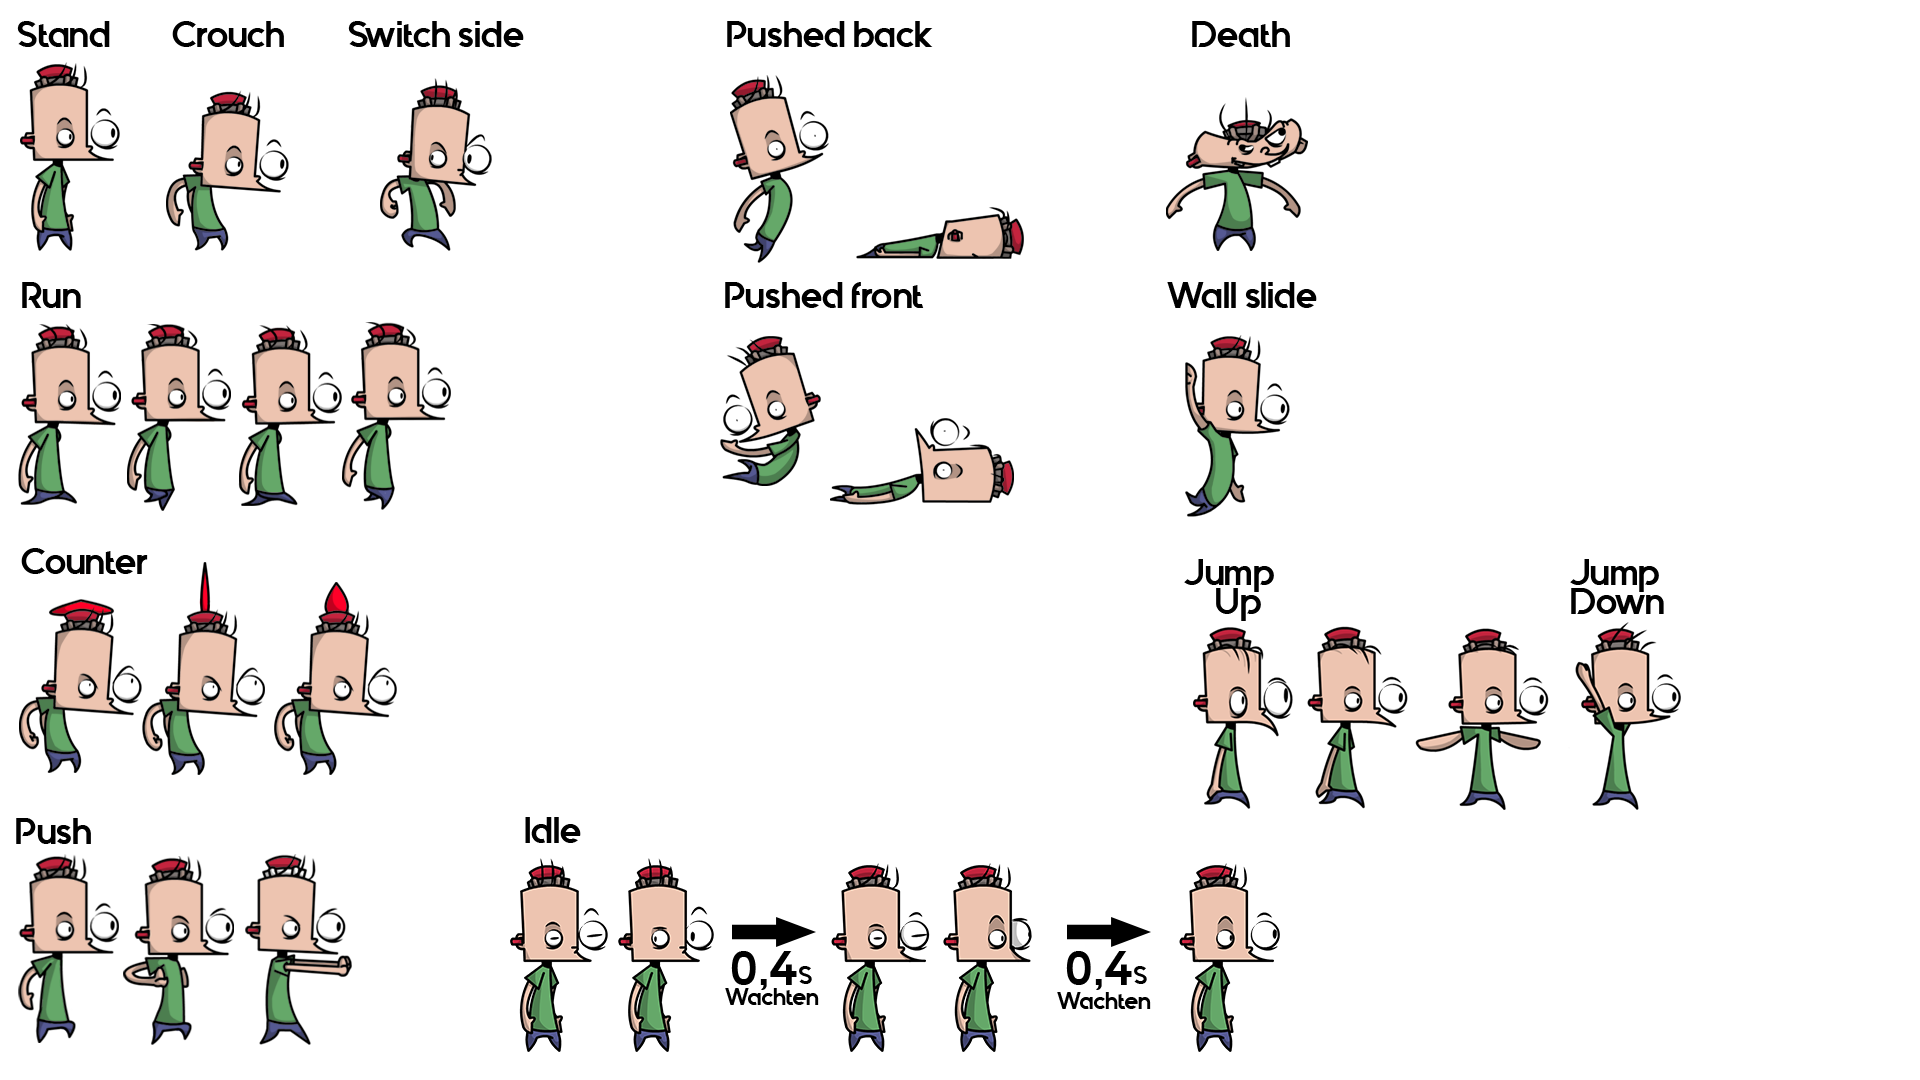 Stand
Crouch
Switch side
Pushed back
Death
Run
Pushed front
Wall slide
Counter
Jump
Up
Jump
Down
Push
Idle
0,4s
Wachten
0,4s
Wachten